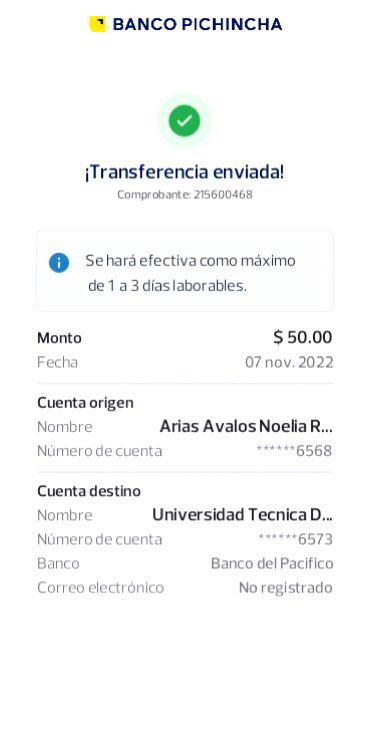 BANCO PICHINCHA
¡Transferencia enviada!
Comprobante: 215600468
Se hará efectiva como máximo
de 1 a 3 días laborables.
Monto $ 50.00
Fecha 07 nov. 2022
Cuenta origen
Nombre Arias Avalos Noelia R...
Número de cuenta ******6568
Cuenta destino
Nombre Universidad Tecnica D...
Número de cuenta ******6573
Banco Banco del Pacifico
Correo electrónico No registrado